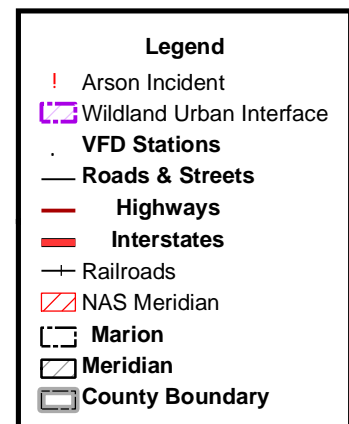 Legend
! Arson Incident
Wildland Urban Interface
. VFD Stations
Roads & Streets
Highways
Interstates
Railroads
NAS Meridian
Marion
Meridian
County Boundary